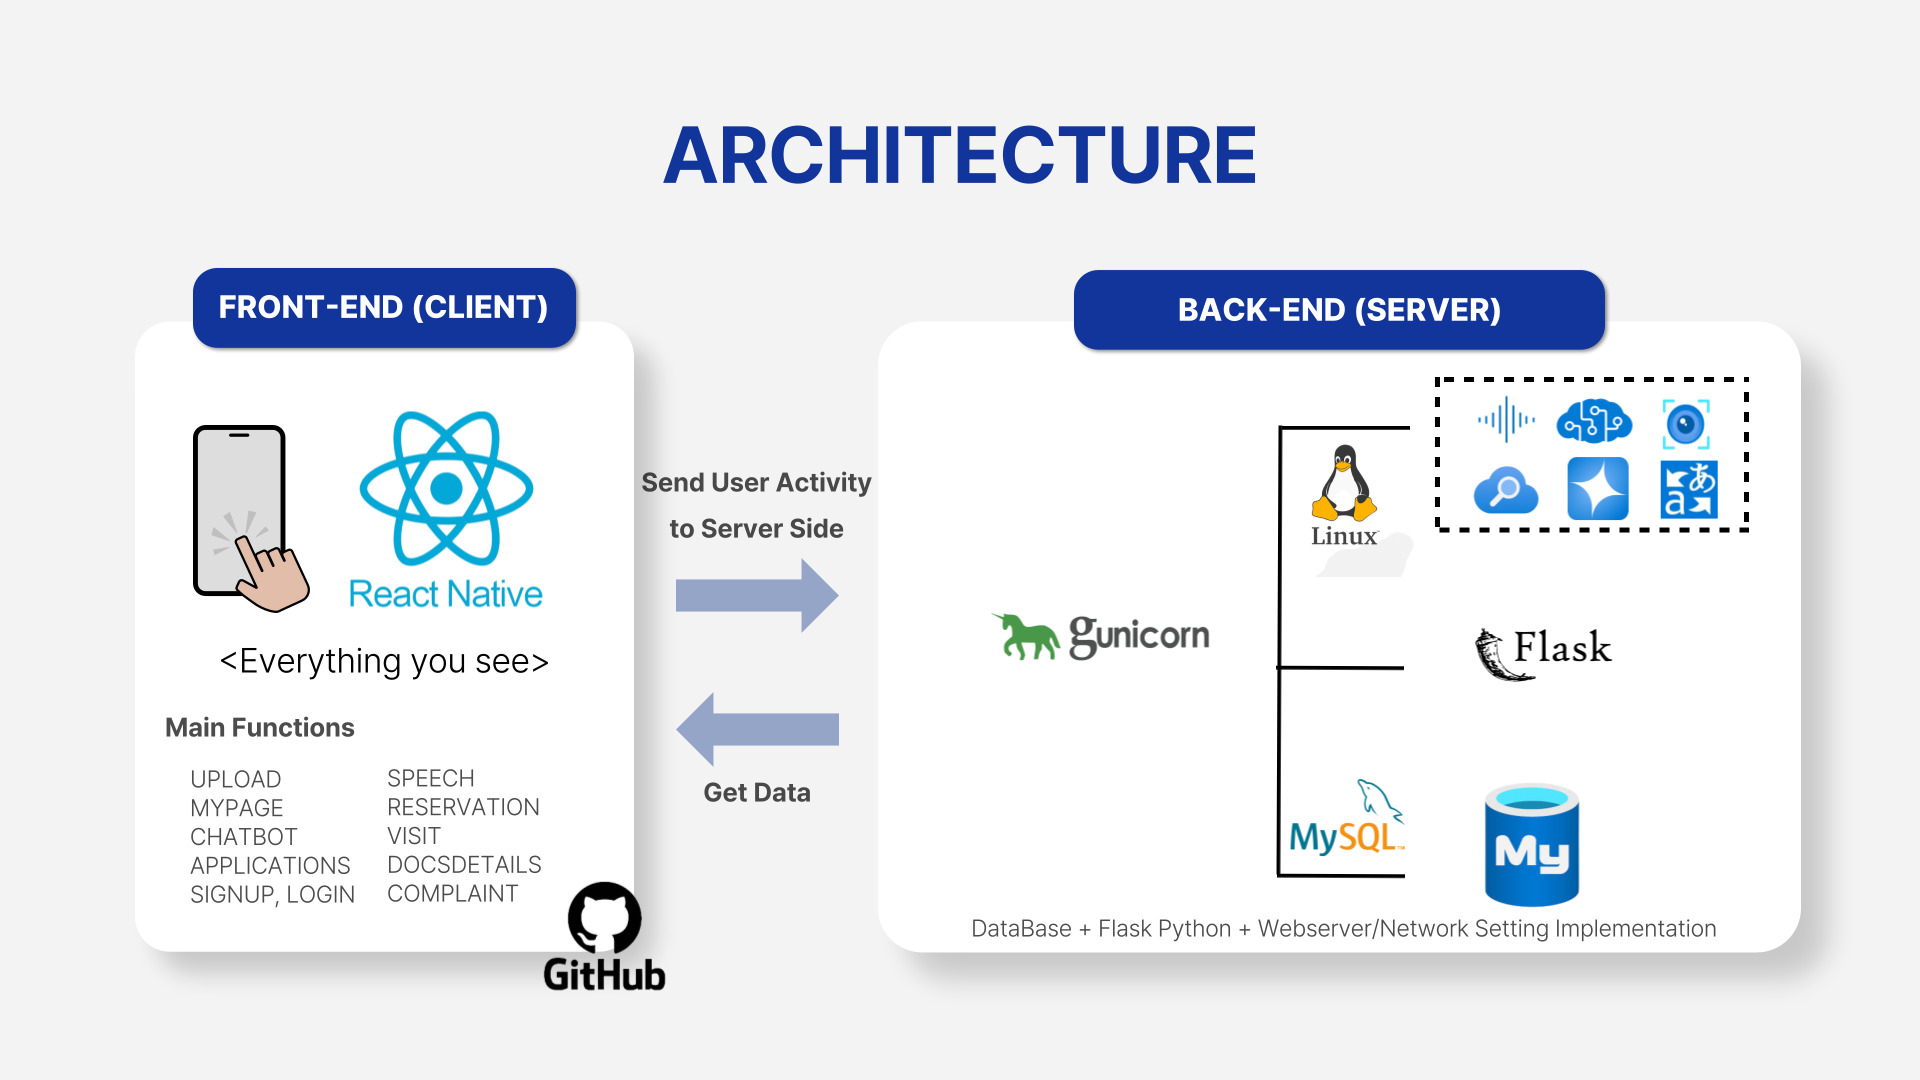 ARCHITECTURE
FRONT-END (CLIENT)
React Native
<Everything you see>
Main Functions
UPLOAD
MYPAGE
CHATBOT
APPLICATIONS
SIGNUP, LOGIN
SPEECH
RESERVATION
VISIT
DOCSDETAILS
COMPLAINT
GitHub
Send User Activity
to Server Side
Get Data
BACK-END (SERVER)
gunicorn
Linux
あ
a
Flask
MySQL™
My
DataBase + Flask Python + Webserver/Network Setting Implementation